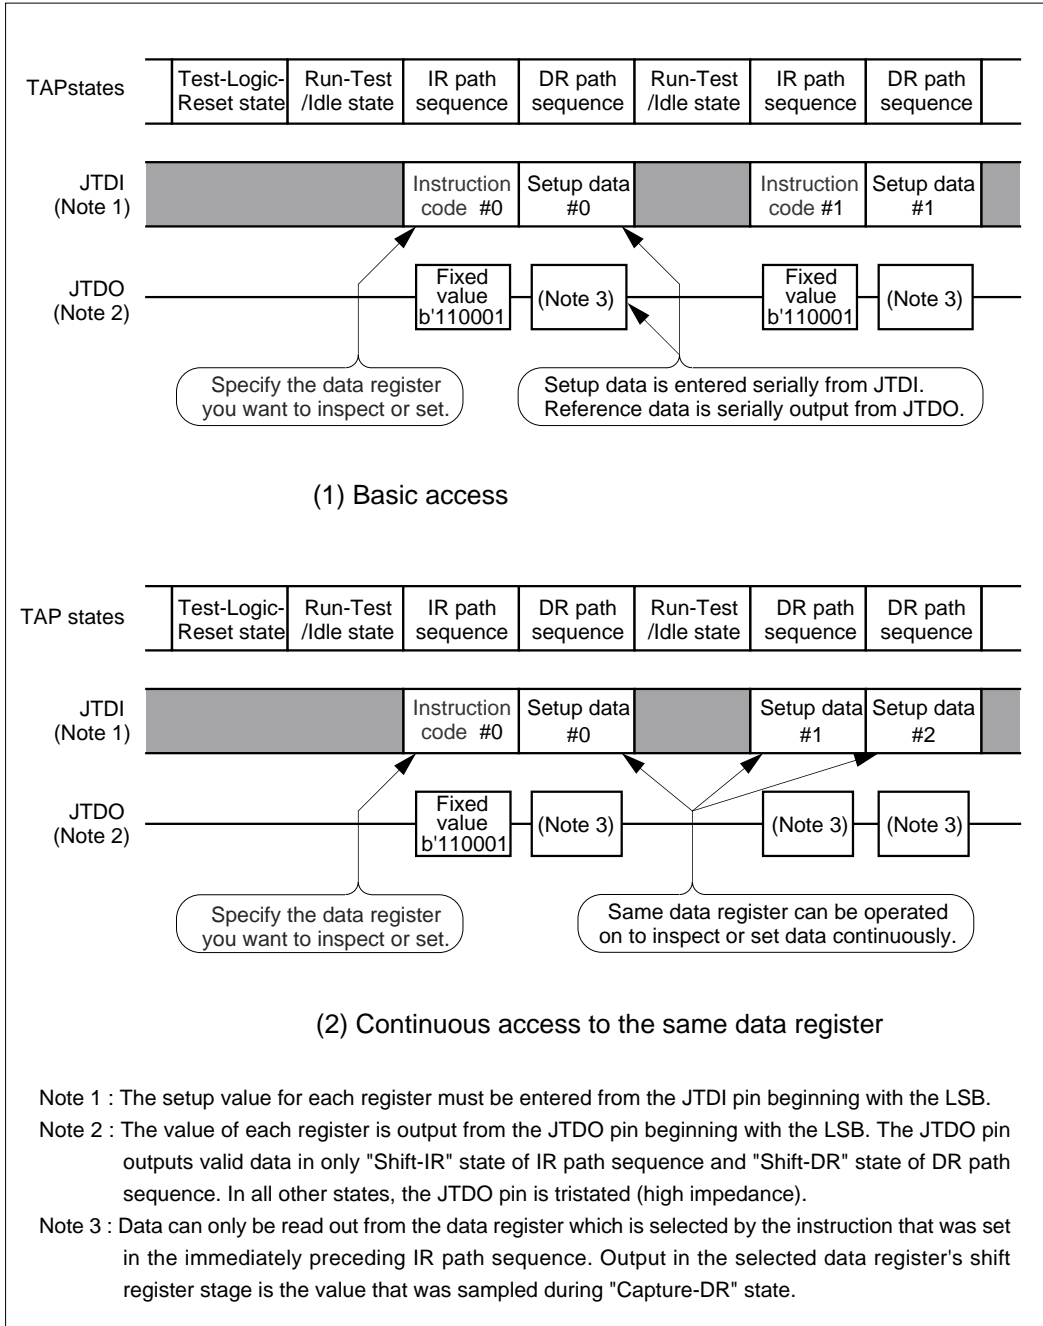 TAPstates
Test-Logic-
Reset state
Run-Test
/Idle state
IR path
sequence
DR path
sequence
Run-Test
/Idle state
IR path
sequence
DR path
sequence
JTDI
(Note 1)
Instruction
code #0
Setup data
#0
Instruction
code #1
Setup data
#1
JTDO
(Note 2)
Fixed
value
b'110001
(Note 3)
Fixed
value
b'110001
(Note 3)
Specify the data register
you want to inspect or set.
Setup data is entered serially from JTDI.
Reference data is serially output from JTDO.
(1) Basic access
TAP states
Test-Logic-
Reset state
Run-Test
/Idle state
IR path
sequence
DR path
sequence
Run-Test
/Idle state
DR path
sequence
DR path
sequence
JTDI
(Note 1)
Instruction
code #0
Setup data
#0
Setup data
#1
Setup data
#2
JTDO
(Note 2)
Fixed
value
b'110001
(Note 3)
(Note 3)
(Note 3)
Specify the data register
you want to inspect or set.
Same data register can be operated
on to inspect or set data continuously.
(2) Continuous access to the same data register
Note 1 : The setup value for each register must be entered from the JTDI pin beginning with the LSB.
Note 2 : The value of each register is output from the JTDO pin beginning with the LSB. The JTDO pin
outputs valid data in only "Shift-IR" state of IR path sequence and "Shift-DR" state of DR path
sequence. In all other states, the JTDO pin is tristated (high impedance).
Note 3 : Data can only be read out from the data register which is selected by the instruction that was set
in the immediately preceding IR path sequence. Output in the selected data register's shift
register stage is the value that was sampled during "Capture-DR" state.